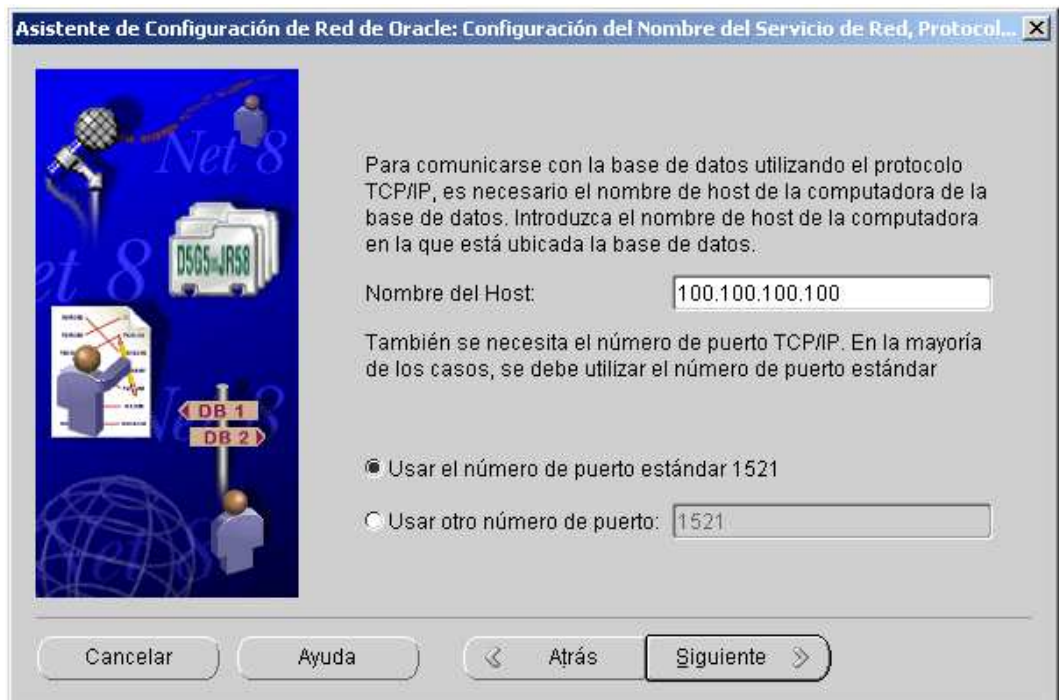 Asistente de Configuración de Red de Oracle: Configuración del Nombre del Servicio de Red, Protocol...
Net 8
Para comunicarse con la base de datos utilizando el protocolo
TCP/IP, es necesario el nombre de host de la computadora de la
base de datos. Introduzca el nombre de host de la computadora
en la que está ubicada la base de datos.
D5G5 JR58
et 8
Nombre del Host:
100.100.100.100
También se necesita el número de puerto TCP/IP. En la mayoría
de los casos, se debe utilizar el número de puerto estándar
DB 1
DB 2
Usar el número de puerto estándar 1521
Usar otro número de puerto:
1521
Cancelar
Ayuda
Atrás
Siguiente